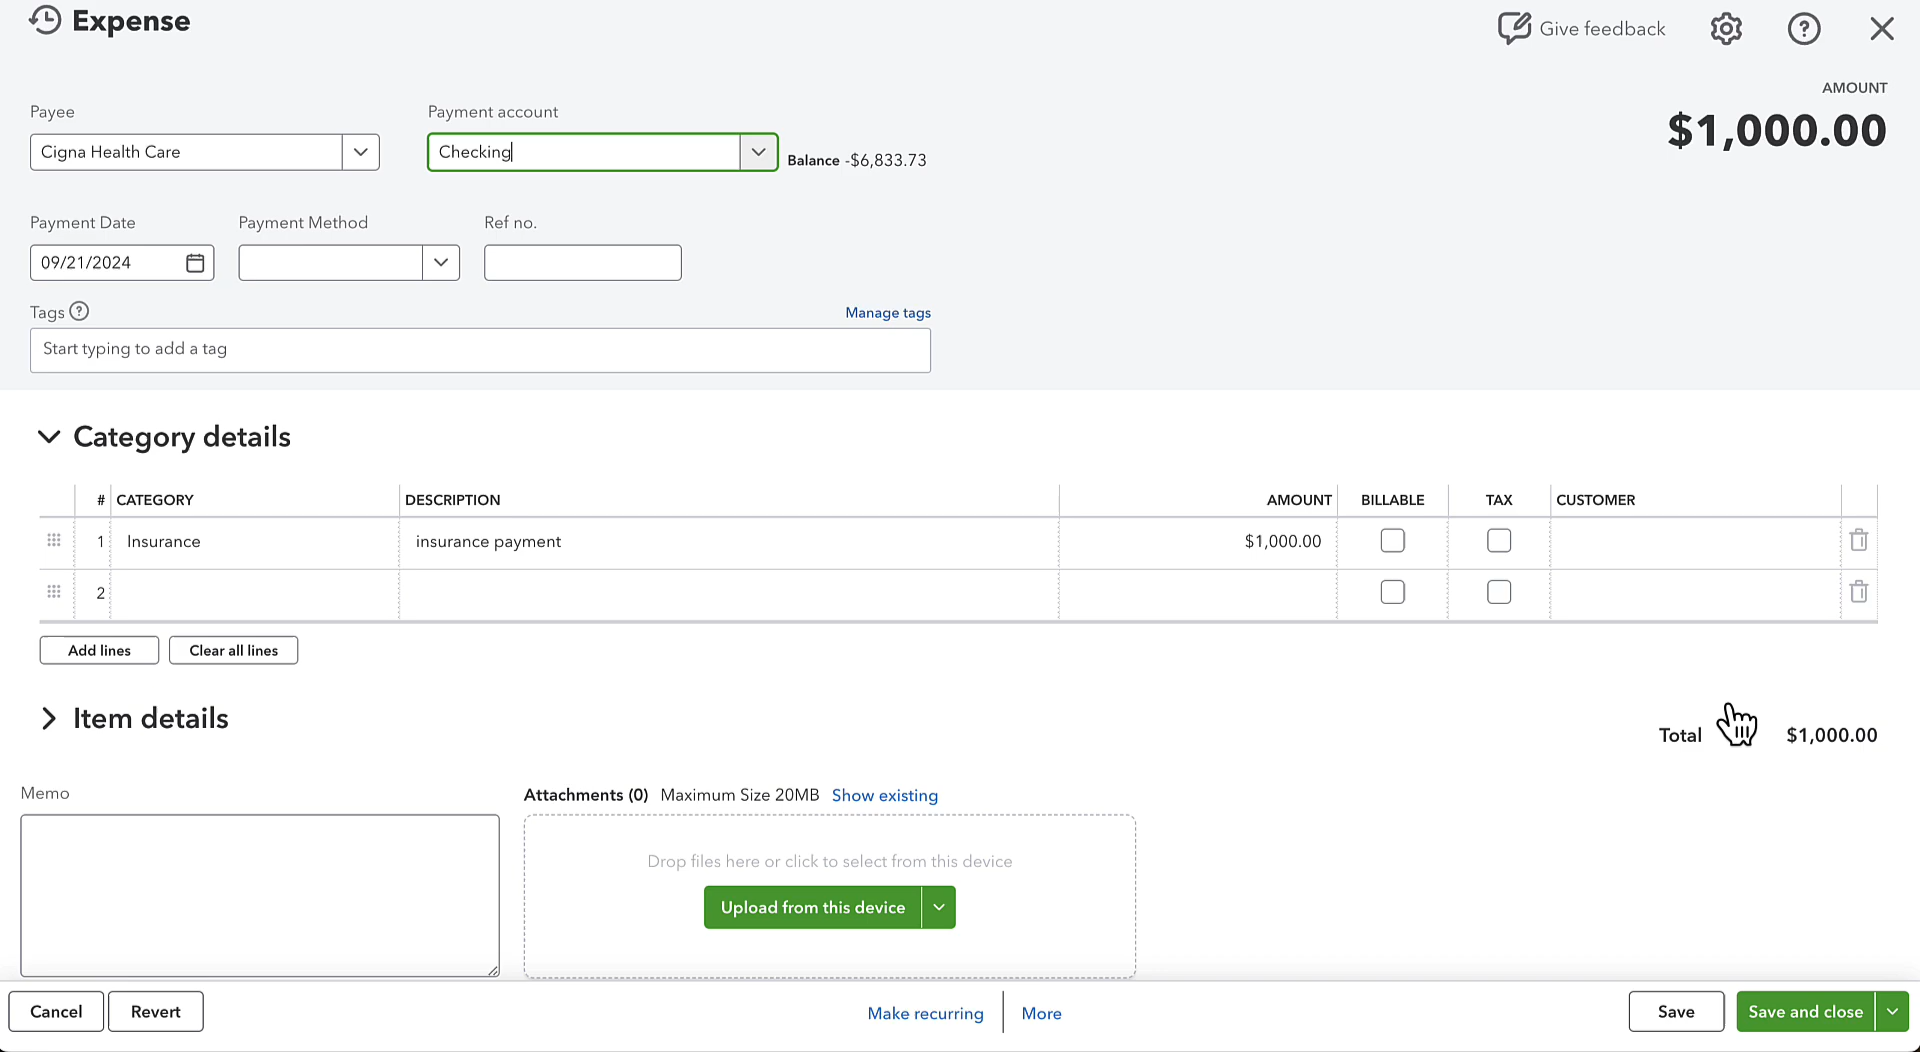 Expense
Give feedback
AMOUNT
$1,000.00
Payee
Payment account
Cigna Health Care
Checking
Balance -$6,833.73
Payment Date
Payment Method
Ref no.
09/21/2024
Tags
Manage tags
Start typing to add a tag
Category details
# CATEGORY DESCRIPTION AMOUNT BILLABLE TAX CUSTOMER
1 Insurance insurance payment $1,000.00
2
Add lines Clear all lines
Item details
Total $1,000.00
Memo
Attachments (0) Maximum Size 20MB Show existing
Drop files here or click to select from this device
Upload from this device
Cancel Revert Make recurring More Save Save and close